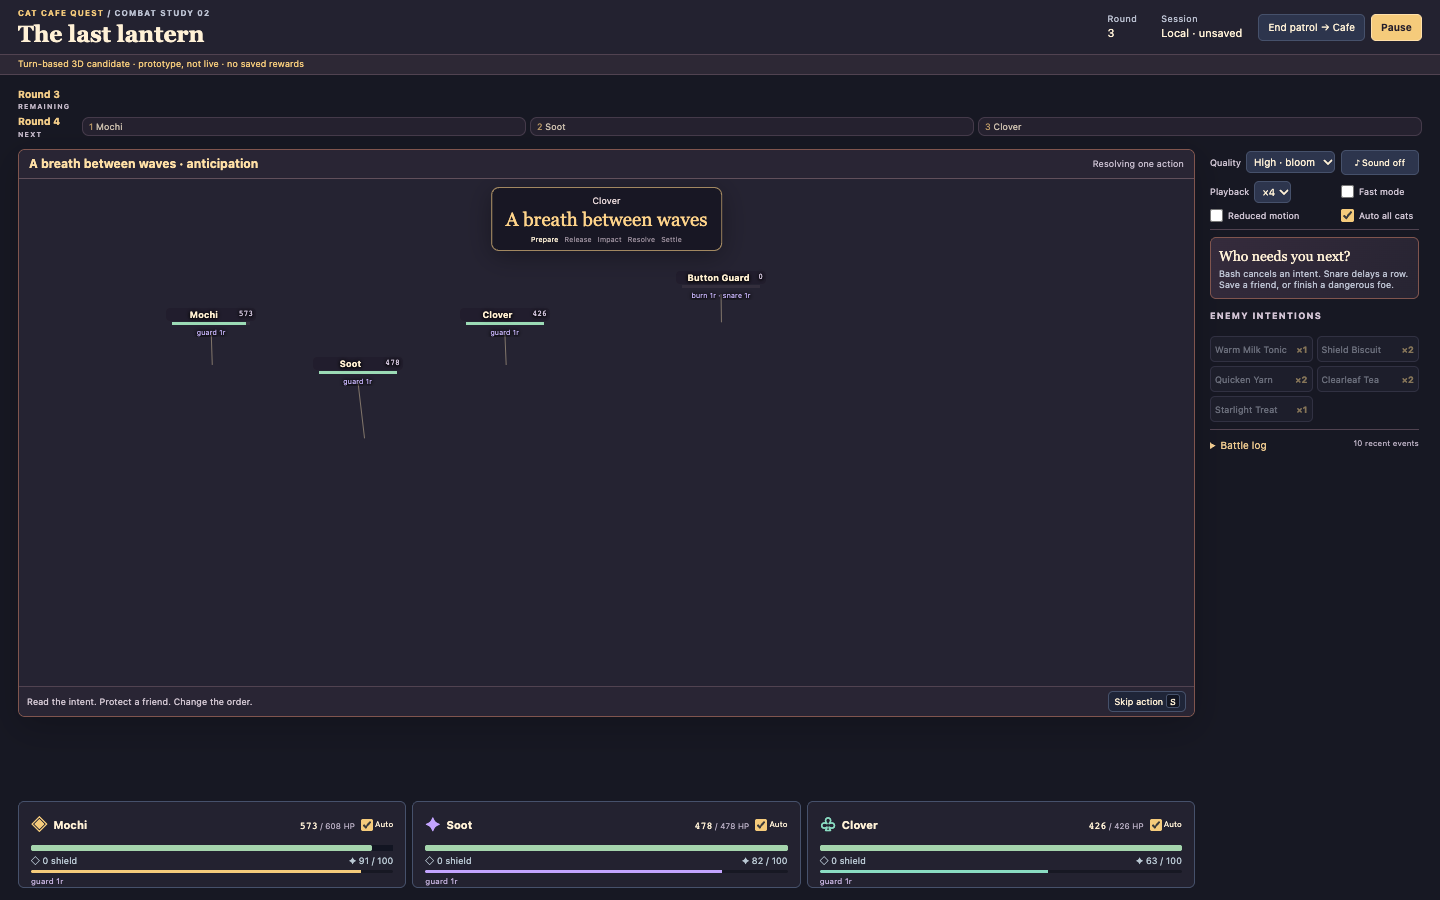 CAT CAFE QUEST / COMBAT STUDY 02
The last lantern
Round
3
Session
Local · unsaved
End patrol → Cafe
Pause
Turn-based 3D candidate · prototype, not live · no saved rewards
Round 3
REMAINING
Round 4
NEXT
1 Mochi
2 Soot
3 Clover
A breath between waves · anticipation
Resolving one action
Clover
A breath between waves
Prepare Release Impact Resolve Settle
Button Guard 0
burn 1r · snare 1r
Mochi 573
guard 1r
Clover 426
guard 1r
Soot 478
guard 1r
Read the intent. Protect a friend. Change the order.
Skip action S
Quality High · bloom
♪ Sound off
Playback ×4
Fast mode
Reduced motion
Auto all cats
Who needs you next?
Bash cancels an intent. Snare delays a row.
Save a friend, or finish a dangerous foe.
ENEMY INTENTIONS
Warm Milk Tonic ×1
Shield Biscuit ×2
Quicken Yarn ×2
Clearleaf Tea ×2
Starlight Treat ×1
▶ Battle log
10 recent events
Mochi
573 / 608 HP
Auto
◇ 0 shield
✦ 91 / 100
guard 1r
Soot
478 / 478 HP
Auto
◇ 0 shield
✦ 82 / 100
guard 1r
Clover
426 / 426 HP
Auto
◇ 0 shield
✦ 63 / 100
guard 1r